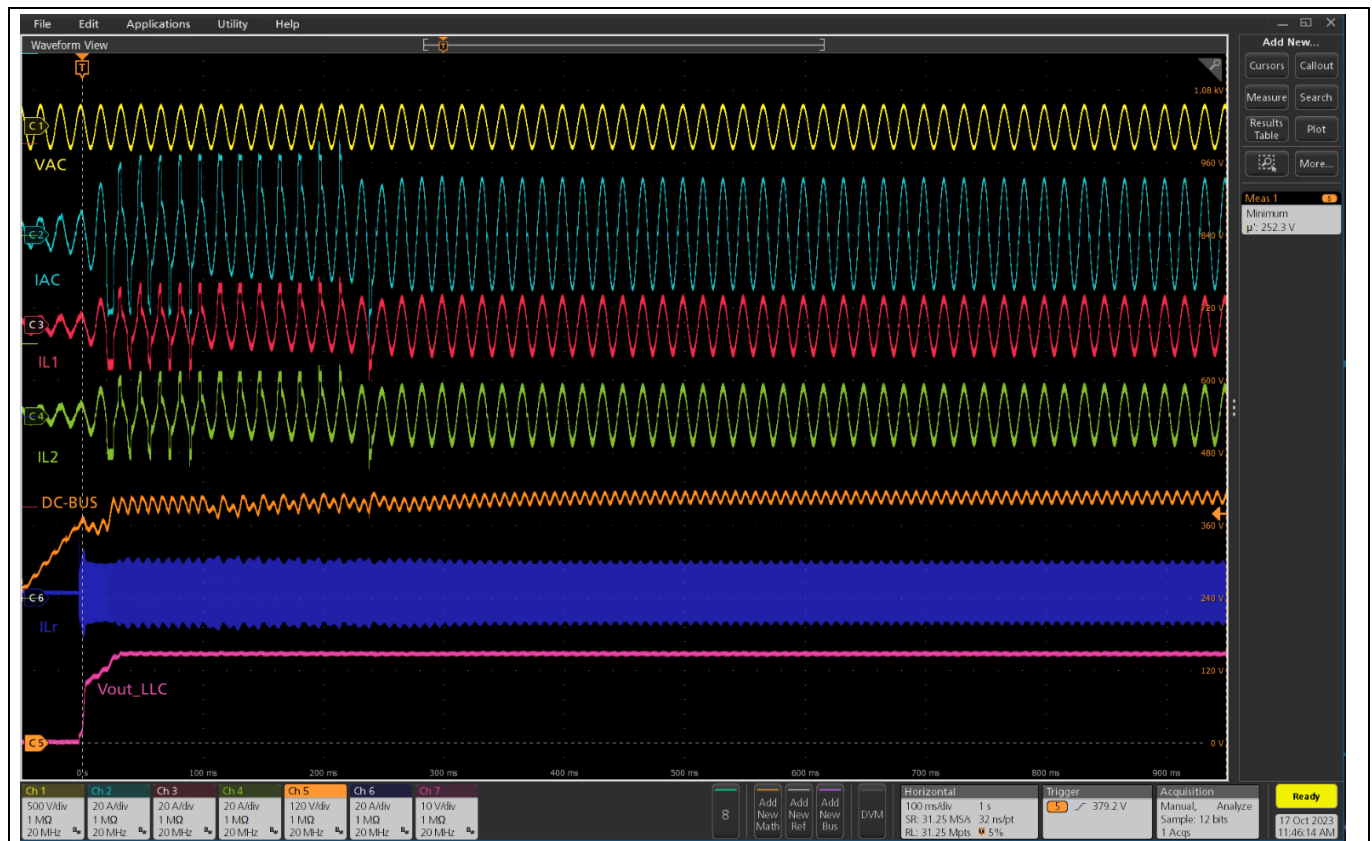 File Edit Applications Utility Help
Waveform View
T
T
Add New...
Cursors Callout
Measure Search
Results Table Plot
More...
Meas 1 5
Minimum
µ': 252.3 V
1.08 kV
960 V
840 V
720 V
600 V
480 V
360 V
240 V
120 V
0 V
C1
VAC
C2
IAC
C3
IL1
C4
IL2
DC-BUS
C6
ILr
Vout_LLC
C5
0 s 100 ms 200 ms 300 ms 400 ms 500 ms 600 ms 700 ms 800 ms 900 ms
Ch 1
500 V/div
1 MΩ
20 MHz Bw
Ch 2
20 A/div
1 MΩ
20 MHz Bw
Ch 3
20 A/div
1 MΩ
20 MHz Bw
Ch 4
20 A/div
1 MΩ
20 MHz Bw
Ch 5
120 V/div
1 MΩ
20 MHz Bw
Ch 6
20 A/div
1 MΩ
20 MHz Bw
Ch 7
10 V/div
1 MΩ
20 MHz Bw
8
Add New Math
Add New Ref
Add New Bus
DVM
Horizontal
100 ms/div 1 s
SR: 31.25 MS/s 32 ns/pt
RL: 31.25 Mpts 5%
Trigger
5 379.2 V
Acquisition
Manual, Analyze
Sample: 12 bits
1 Acqs
Ready
17 Oct 2023
11:46:14 AM